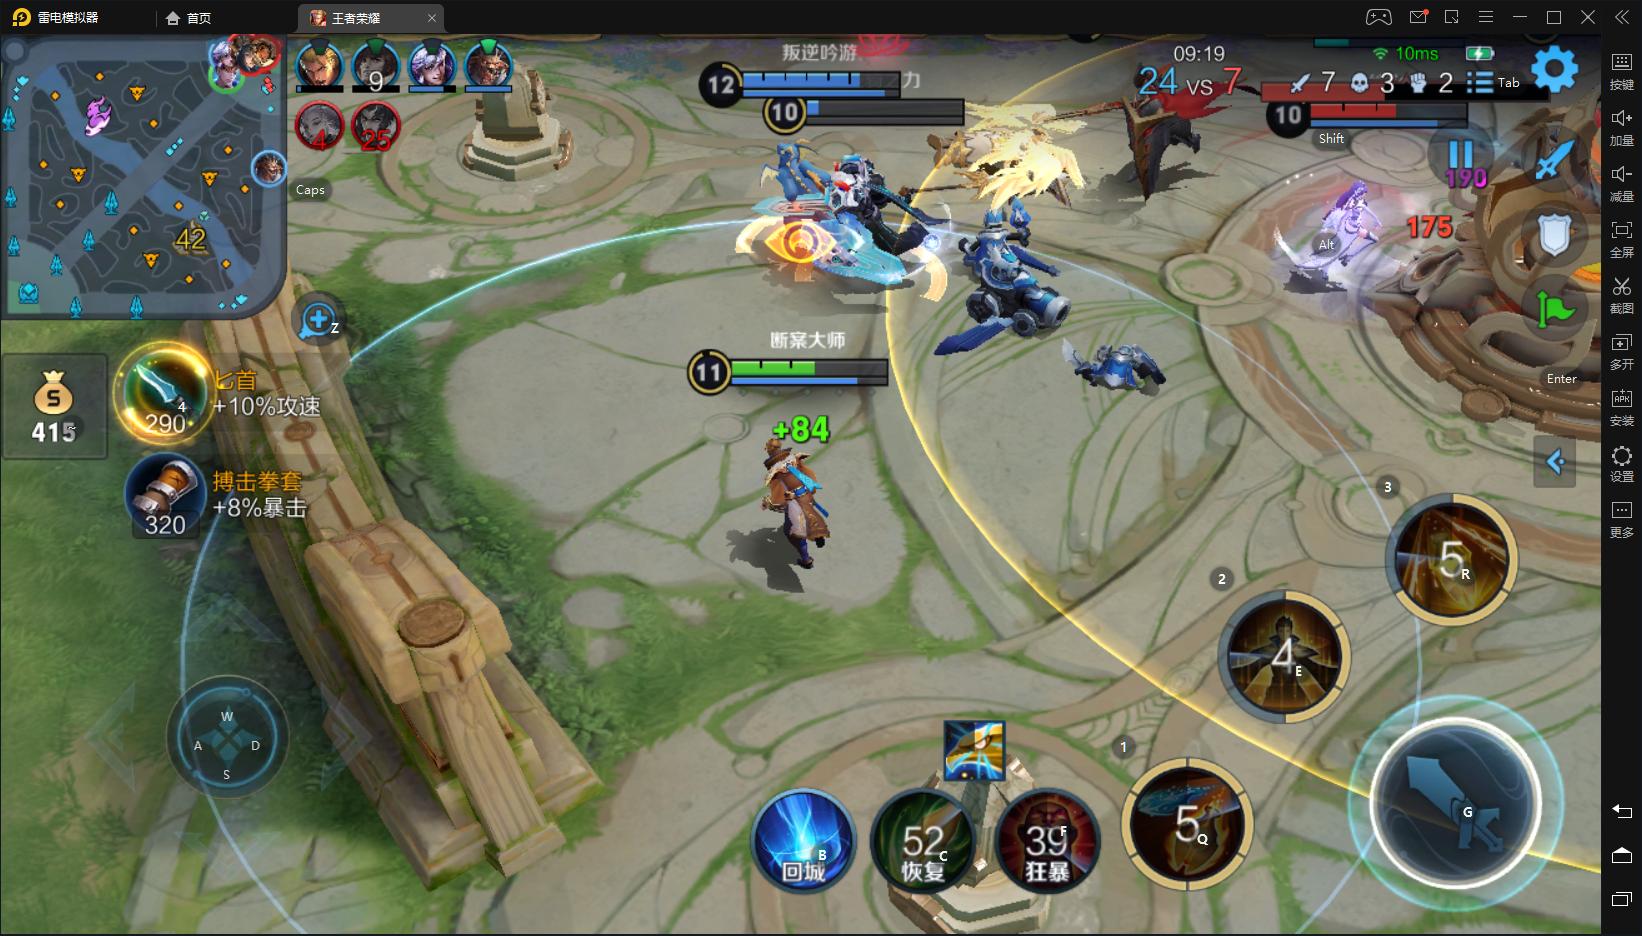 雷电模拟器
首页
王者荣耀
叛逆吟游
力
12
10
09:19
24 vs 7
10ms
7
3
2
Tab
10
Shift
190
175
Alt
9
4
25
Caps
42
Z
断案大师
11
+84
415
290
4
匕首
+10%攻速
320
搏击拳套
+8%暴击
Enter
W
A
D
S
3
5
R
2
4
E
1
5
Q
G
回城
B
52
恢复
C
39
狂暴
F
按键
加量
减量
全屏
截图
多开
APK
安装
设置
更多